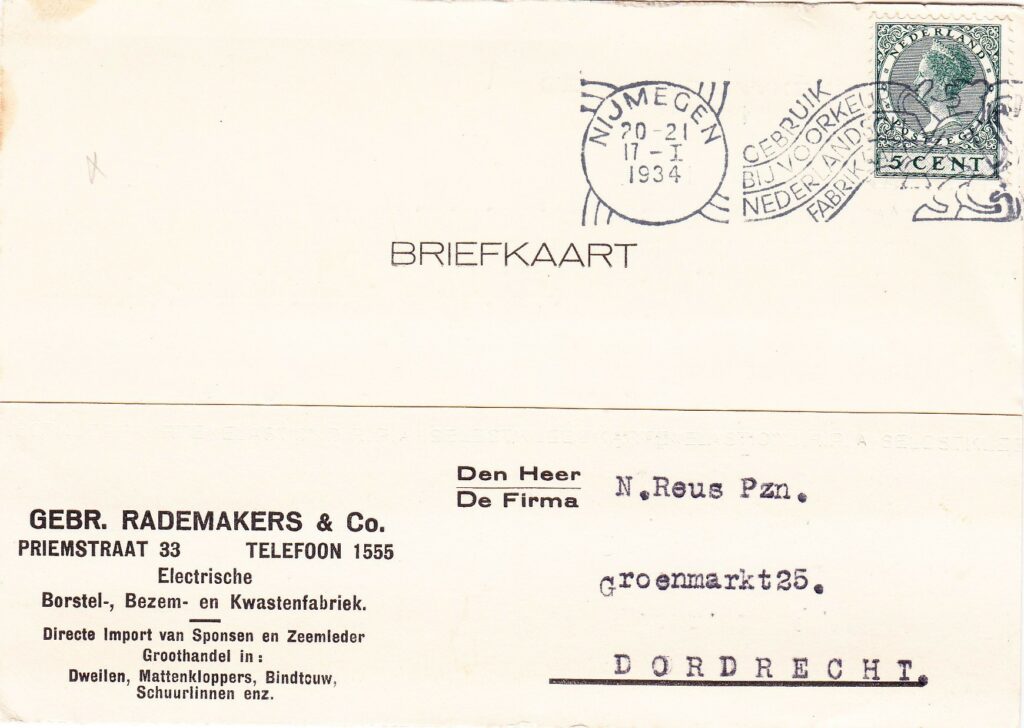 NEDERLAND
POSTZEGEL
5 CENT
NIJMEGEN
20-21
17-I
1934
GEBRUIK
BIJ VOORKEUR
NEDERLANDSCH
BRIEFKAART
Den Heer
De Firma
N.Reus Pzn.
Groenmarkt25.
DORDRECHT.
GEBR. RADEMAKERS & Co.
PRIEMSTRAAT 33 TELEFOON 1555
Electrische
Borstel-, Bezem- en Kwastenfabriek.
Directe Import van Sponsen en Zeemleder
Groothandel in:
Dweilen, Mattenkloppers, Bindtouw,
Schuurlinnen enz.